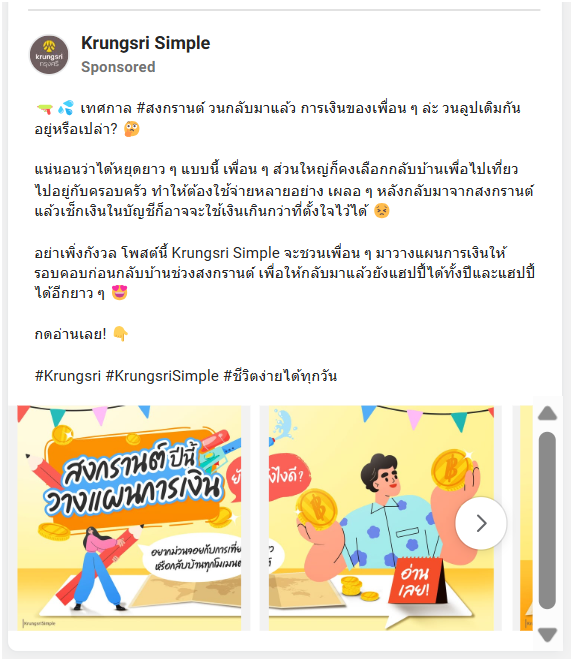 Krungsri Simple
Sponsored
krungsri
กรุงศรี
🔫 💦 เทศกาล #สงกรานต์ วนกลับมาแล้ว การเงินของเพื่อน ๆ ล่ะ วนลูปเดิมกัน
อยู่หรือเปล่า? 🫣
แน่นอนว่าได้หยุดยาว ๆ แบบนี้ เพื่อน ๆ ส่วนใหญ่ก็คงเลือกกลับบ้านเพื่อไปเที่ยว
ไปอยู่กับครอบครัว ทำให้ต้องใช้จ่ายหลายอย่าง เผลอ ๆ หลังกลับมาจากสงกรานต์
แล้วเช็กเงินในบัญชีก็อาจจะใช้เงินเกินกว่าที่ตั้งใจไว้ได้ 😣
อย่าเพิ่งกังวล โพสต์นี้ Krungsri Simple จะชวนเพื่อน ๆ มาวางแผนการเงินให้
รอบคอบก่อนกลับบ้านช่วงสงกรานต์ เพื่อให้กลับมาแล้วยังแฮปปี้ได้ทั้งปีและแฮปปี้
ได้อีกยาว ๆ 😍
กดอ่านเลย! 👇
#Krungsri #KrungsriSimple #ชีวิตง่ายได้ทุกวัน
สงกรานต์ ปีนี้
วางแผนการเงิน
ยังไงดี?
อยากม่วนจอยกับการเที่ยว
หรือกลับบ้านทุกโมเมนต์
อ่าน
เลย!
KrungsriSimple